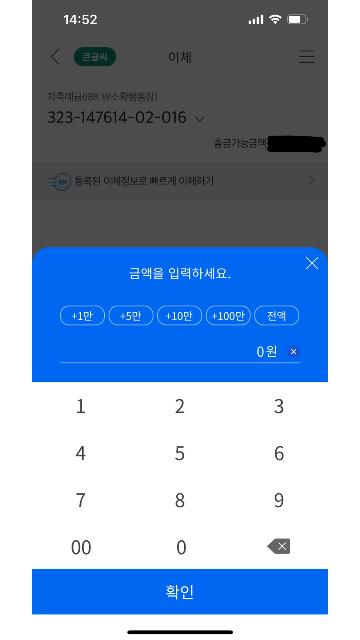 14:52
큰글씨 이체
저축예금(IBK W소확행통장)
323-147614-02-016
출금가능금액
등록된 이체정보로 빠르게 이체하기
금액을 입력하세요.
+1만 +5만 +10만 +100만 전액
0원
1 2 3
4 5 6
7 8 9
00 0
확인